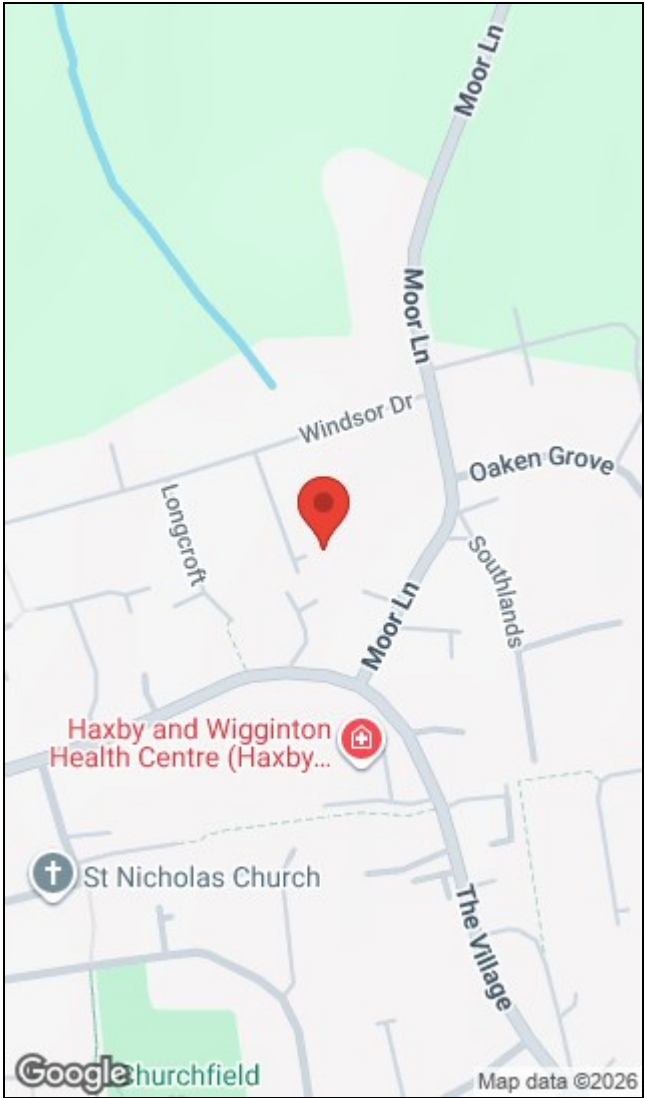 Moor Ln
Moor Ln
Windsor Dr
Oaken Grove
Longcroft
Southlands
Moor Ln
Haxby and Wigginton
Health Centre (Haxby...
St Nicholas Church
The Village
Google
Churchfield
Map data ©2026